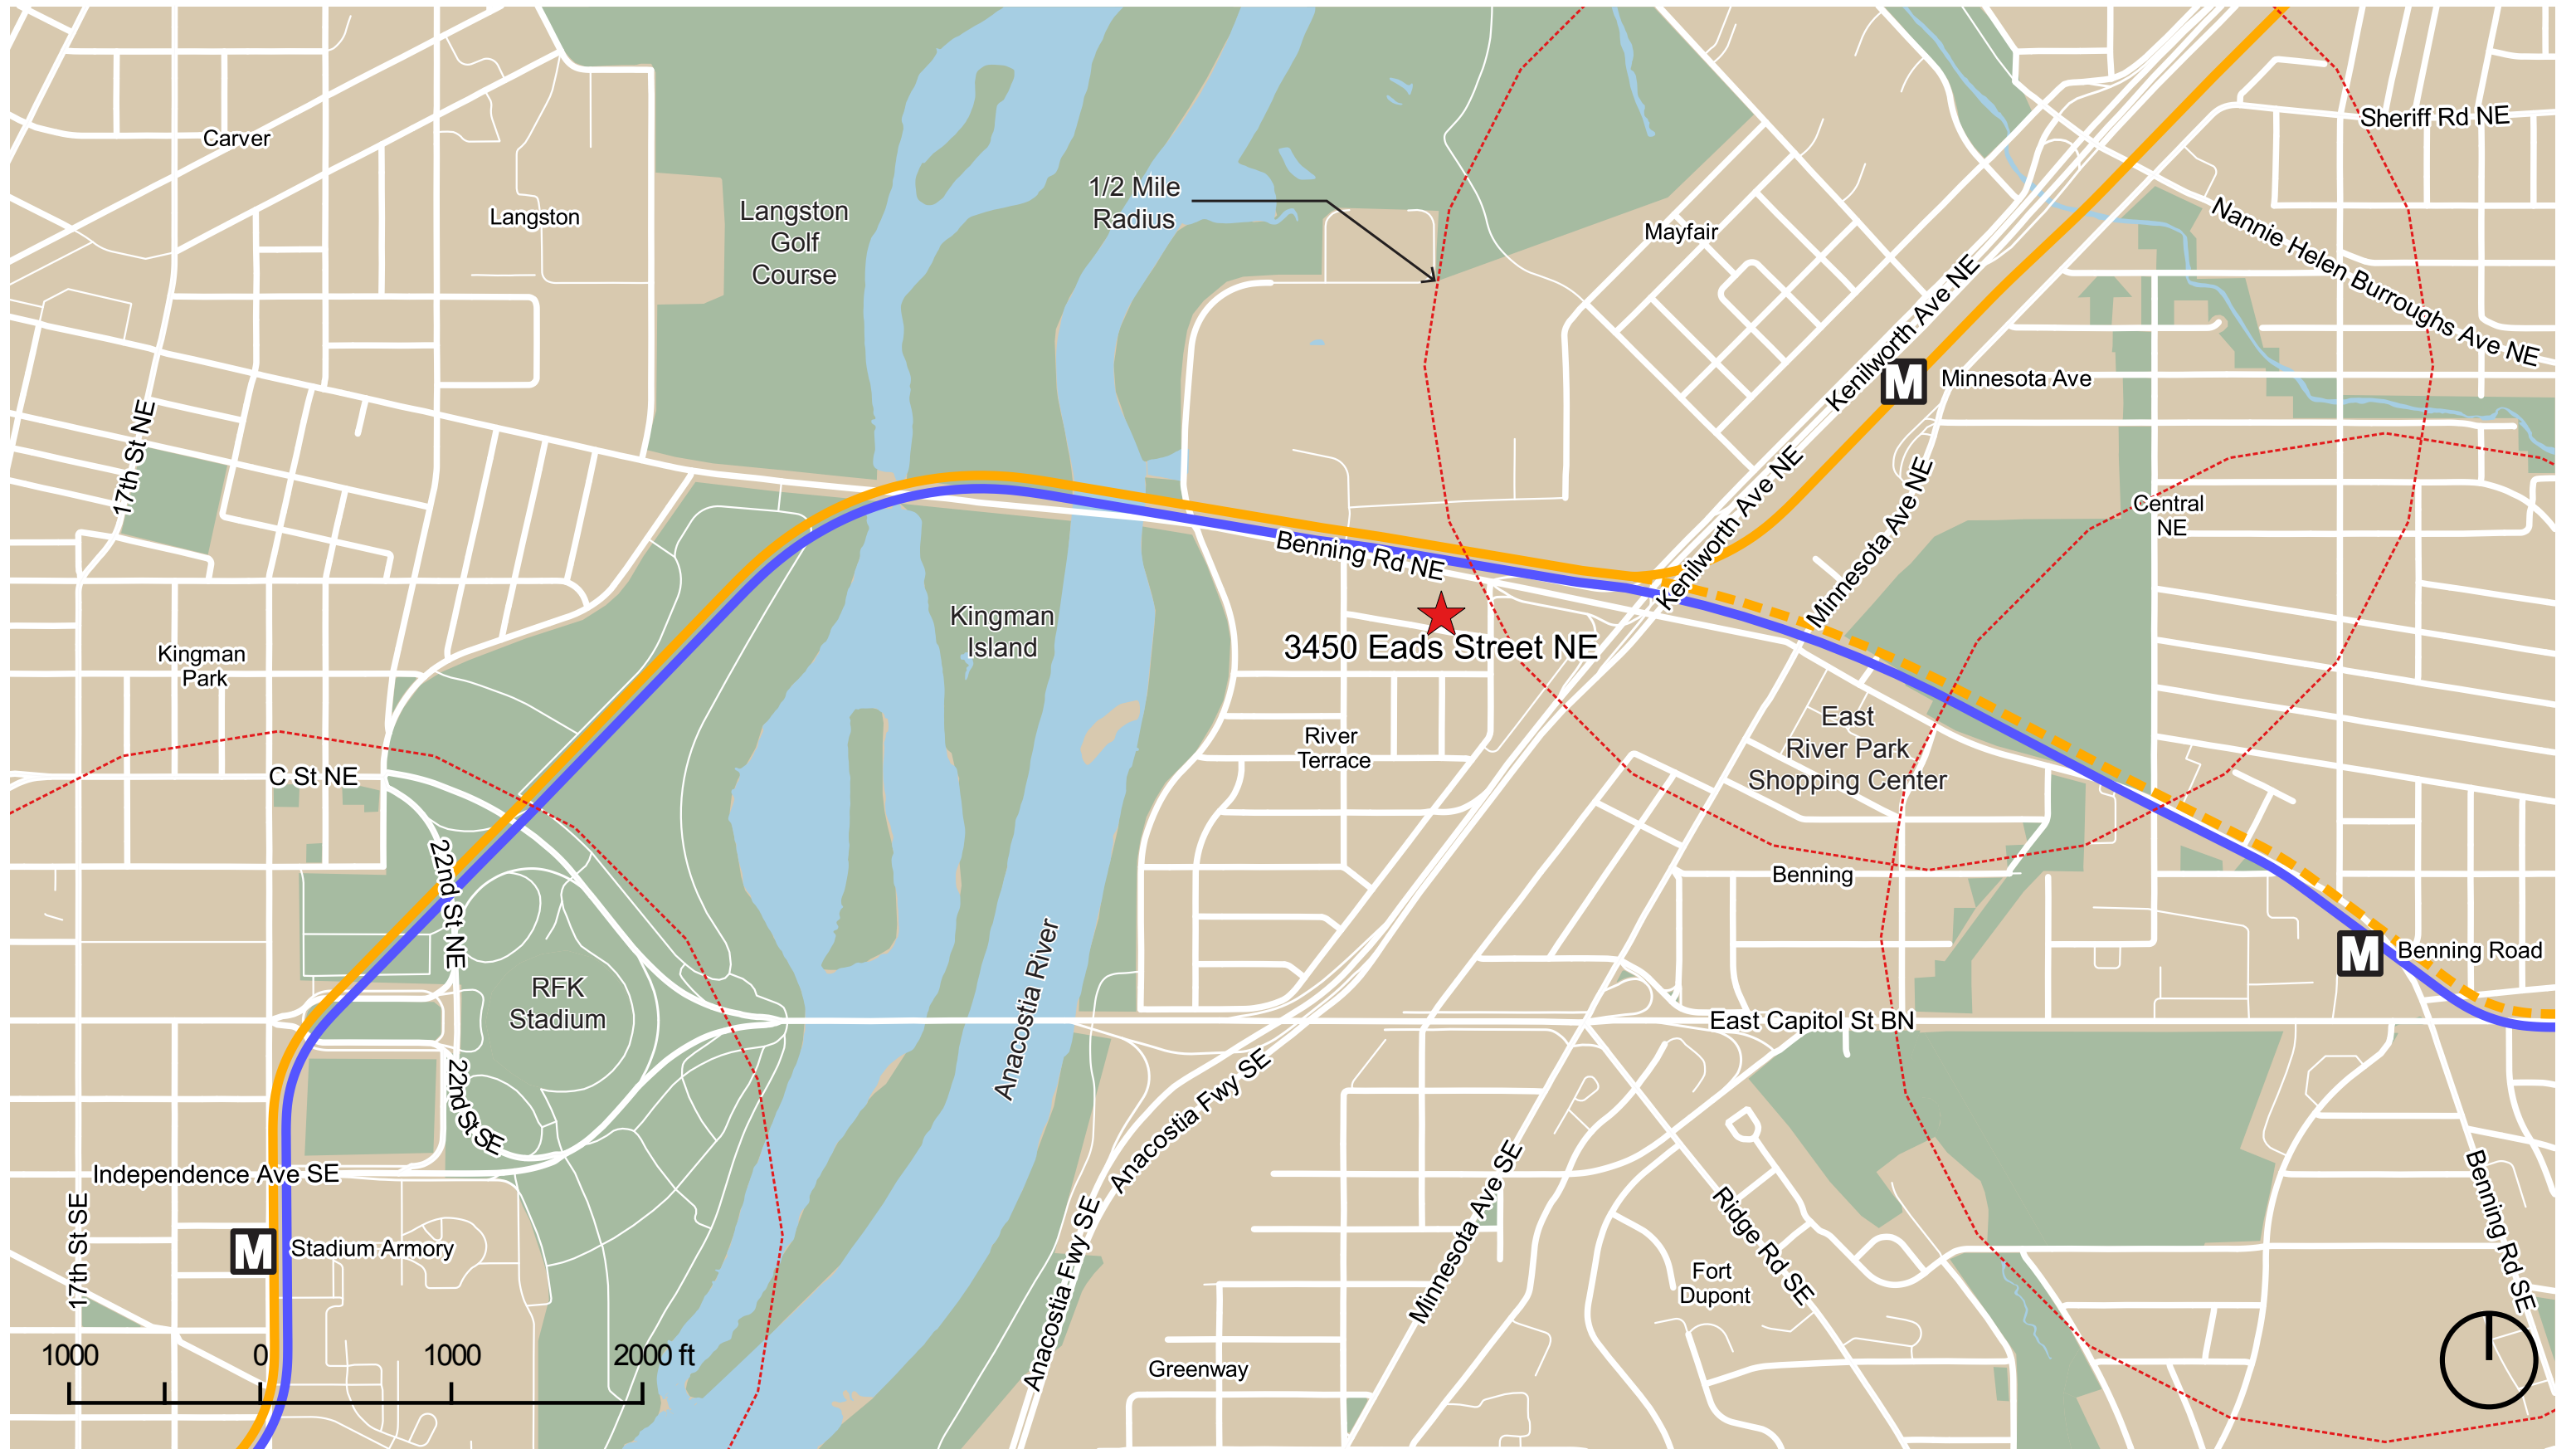 Carver
Langston
Langston
Golf
Course
1/2 Mile
Radius
Mayfair
Sheriff Rd NE
Nannie Helen Burroughs Ave NE
Kenilworth Ave NE
M
Minnesota Ave
17th St NE
Kenilworth Ave NE
Minnesota Ave NE
Central
NE
Benning Rd NE
3450 Eads Street NE
Kingman
Island
Kingman
Park
C St NE
River
Terrace
East
River Park
Shopping Center
22nd St NE
Benning
M
Benning Road
RFK
Stadium
Anacostia River
East Capitol St BN
22nd St SE
Anacostia Fwy SE
Independence Ave SE
17th St SE
M
Stadium Armory
Anacostia Fwy SE
Minnesota Ave SE
Ridge Rd SE
Fort
Dupont
Benning Rd SE
Greenway
1000 0 1000 2000 ft